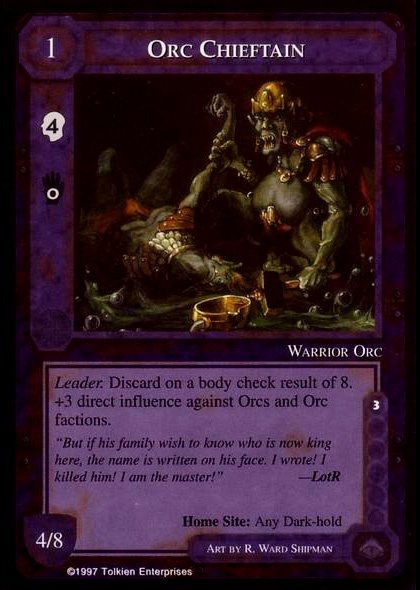 1
ORC CHIEFTAIN
4
0
WARRIOR ORC
Leader. Discard on a body check result of 8.
+3 direct influence against Orcs and Orc
factions.
3
“But if his family wish to know who is now king
here, the name is written on his face. I wrote! I
killed him! I am the master!” —LotR
Home Site: Any Dark-hold
4/8
ART BY R. WARD SHIPMAN
©1997 Tolkien Enterprises